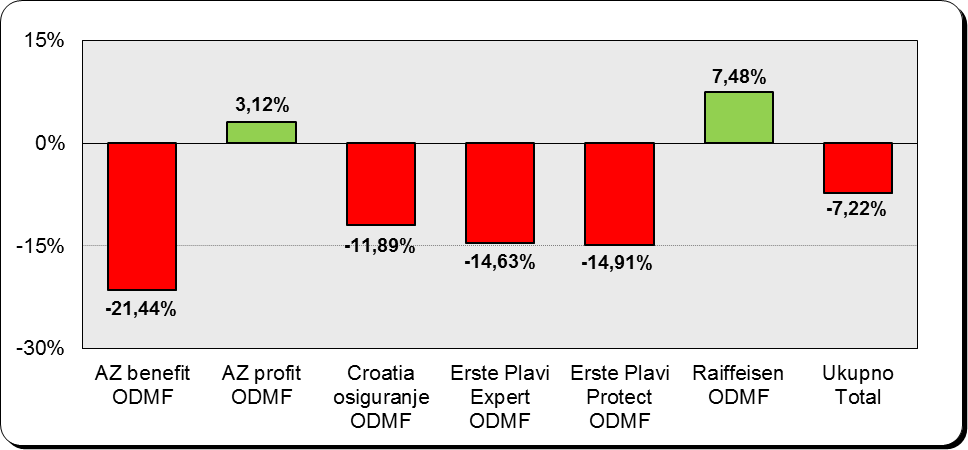 15%
0%
-15%
-30%
-21,44%
3,12%
-11,89%
-14,63%
-14,91%
7,48%
-7,22%
AZ benefit
ODMF
AZ profit
ODMF
Croatia
osiguranje
ODMF
Erste Plavi
Expert
ODMF
Erste Plavi
Protect
ODMF
Raiffeisen
ODMF
Ukupno
Total